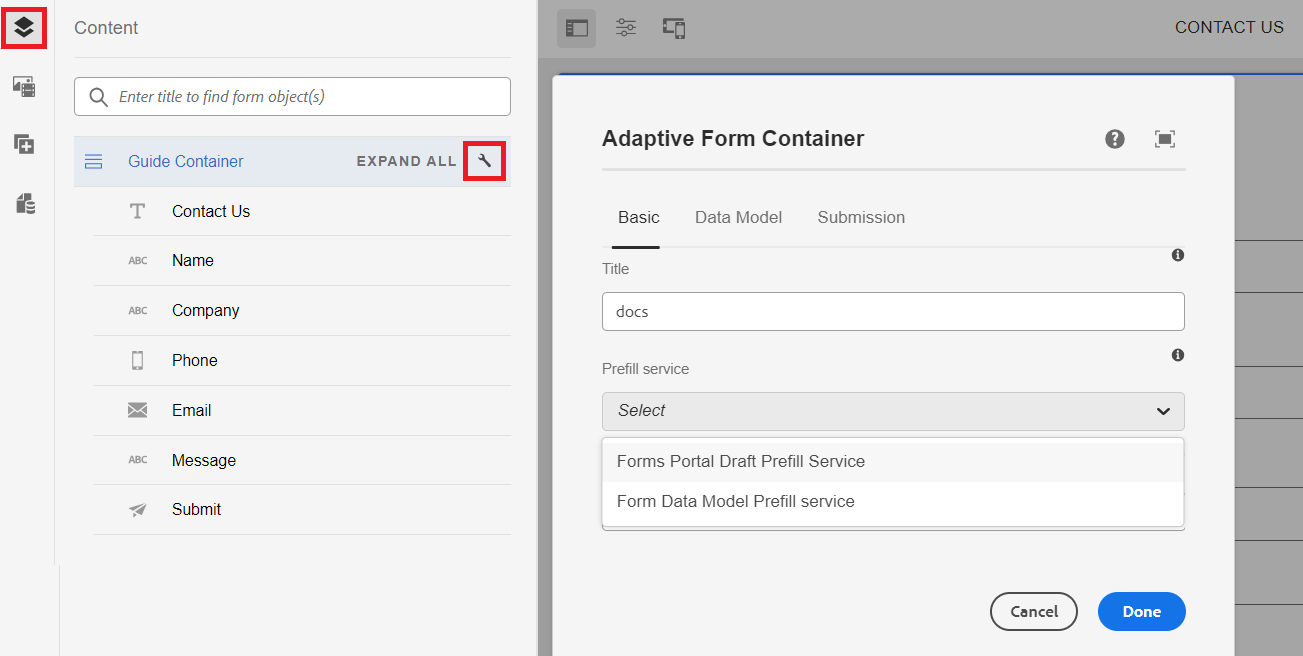 Content
Enter title to find form object(s)
Guide Container EXPAND ALL
T Contact Us
ABC Name
ABC Company
Phone
Email
ABC Message
Submit
CONTACT US
Adaptive Form Container
Basic Data Model Submission
Title
docs
Prefill service
Select
Forms Portal Draft Prefill Service
Form Data Model Prefill service
Cancel Done